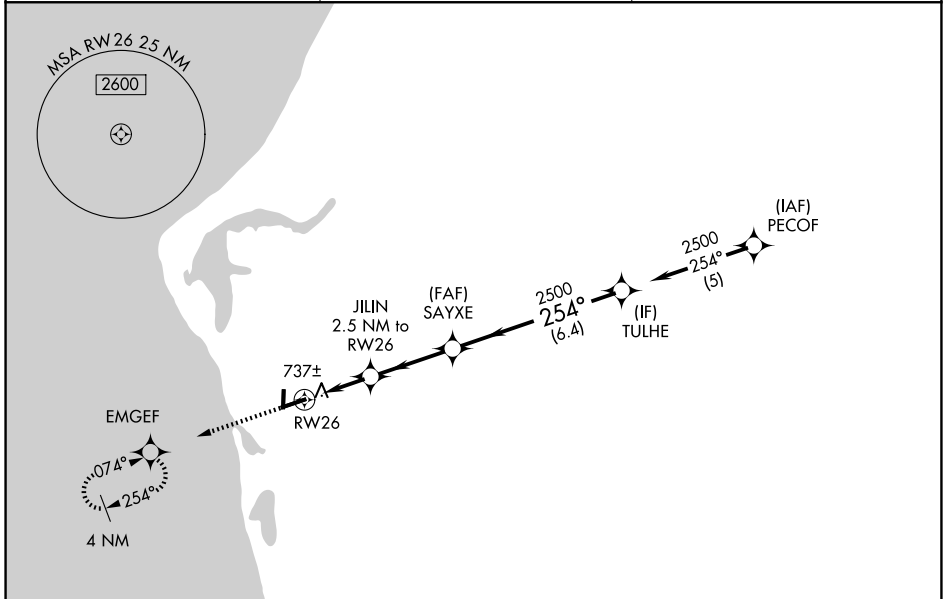 MSA RW26 25 NM
2600
(IAF)
PECOF
2500
254°
(5)
(IF)
TULHE
2500
254°
(6.4)
(FAF)
SAYXE
JILIN
2.5 NM to
RW26
737±
RW26
EMGEF
074°
254°
4 NM